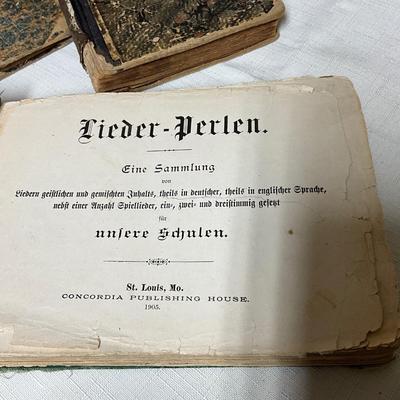 Lieder-Perlen.
Eine Sammlung
von
Liedern geistlichen und gemischten Inhalts, theils in deutscher, theils in englischer Sprache,
nebst einer Anzahl Spiellieder, ein-, zwei- und dreistimmig gesetzt
für
unsere Schulen.
St. Louis, Mo.
CONCORDIA PUBLISHING HOUSE.
1905.